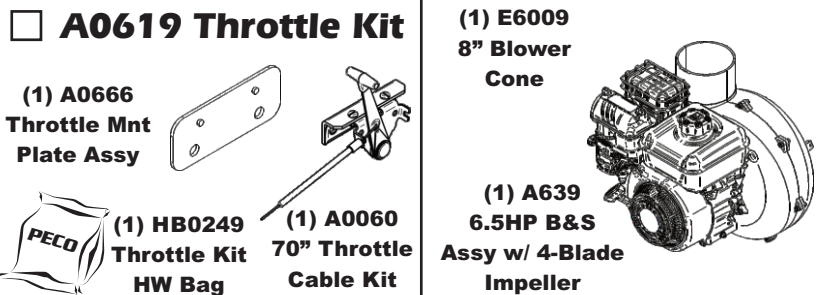 ☐ A0619 Throttle Kit
(1) A0666
Throttle Mnt
Plate Assy
PECO
(1) HB0249
Throttle Kit
HW Bag
(1) A0060
70” Throttle
Cable Kit
(1) E6009
8” Blower
Cone
(1) A639
6.5HP B&S
Assy w/ 4-Blade
Impeller